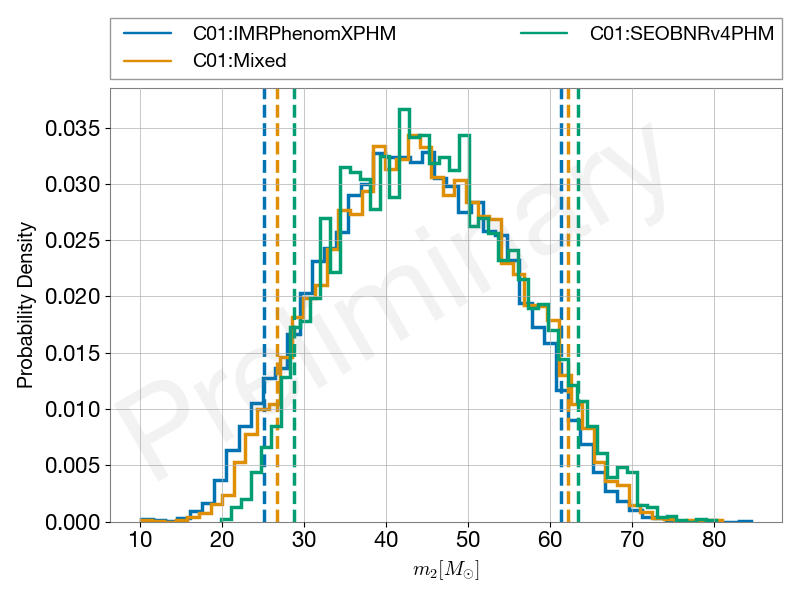 C01:IMRPhenomXPHM
C01:Mixed
C01:SEOBNRv4PHM
0.035
0.030
0.025
0.020
0.015
0.010
0.005
0.000
Probability Density
Preliminary
10 20 30 40 50 60 70 80
m₂[M⊙]